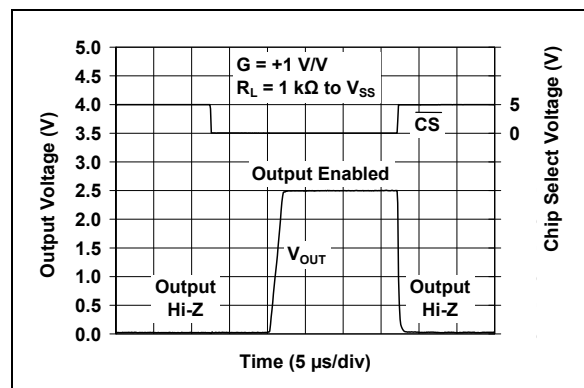 Output Voltage (V)
5.0
4.5
4.0
3.5
3.0
2.5
2.0
1.5
1.0
0.5
0.0
G = +1 V/V
R_L = 1 kΩ to V_SS
C̅S̅
5
0
Chip Select Voltage (V)
Output Enabled
V_OUT
Output
Hi-Z
Output
Hi-Z
Time (5 µs/div)